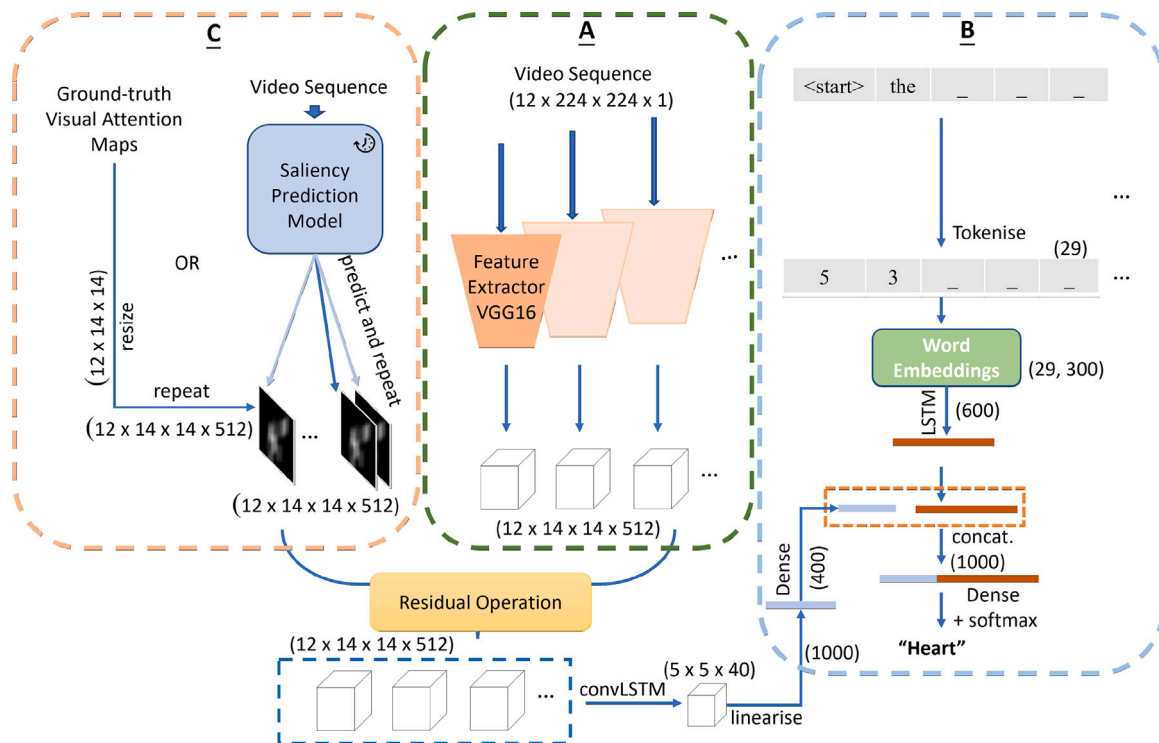 C
Ground-truth
Visual Attention
Maps
Video Sequence
Saliency
Prediction
Model
OR
(12 x 14 x 14)
resize
predict and repeat
repeat
(12 x 14 x 14 x 512)
...
(12 x 14 x 14 x 512)
A
Video Sequence
(12 x 224 x 224 x 1)
Feature
Extractor
VGG16
...
...
(12 x 14 x 14 x 512)
B
<start> the _ _ _
...
Tokenise
(29)
5 3 _ _ _ ...
Word
Embeddings
(29, 300)
LSTM
(600)
concat.
(1000)
Dense
(400)
Dense
+ softmax
“Heart”
Residual Operation
(12 x 14 x 14 x 512)
...
convLSTM
(5 x 5 x 40)
linearise
(1000)